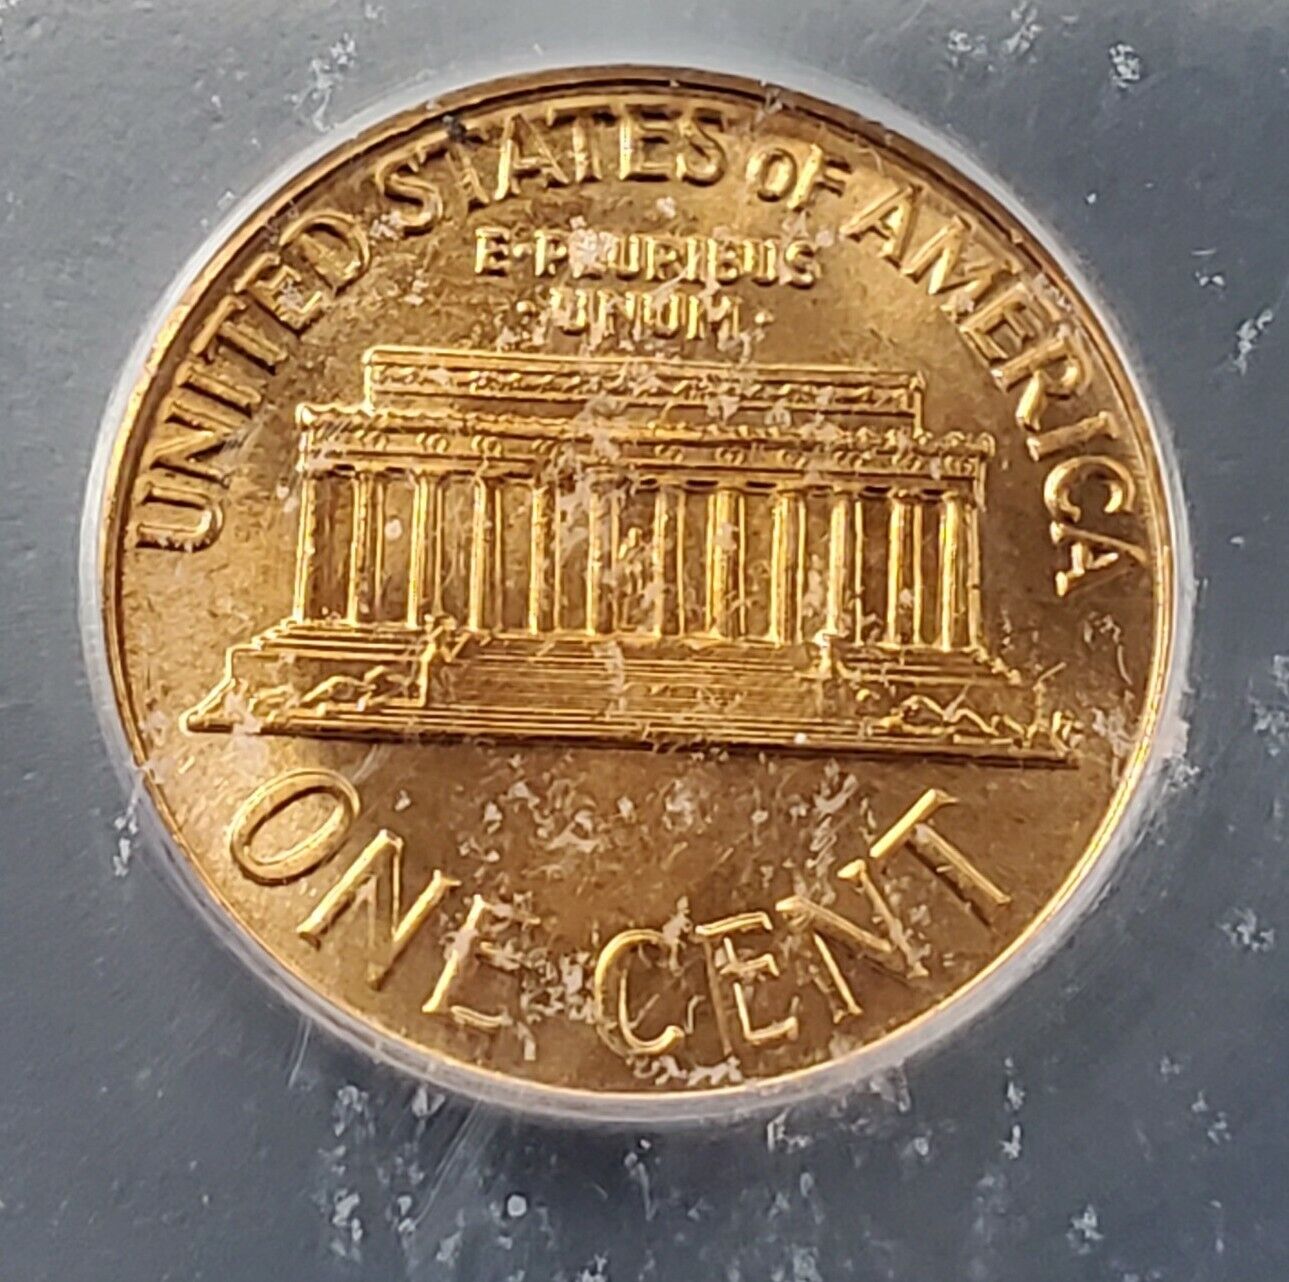 UNITED STATES OF AMERICA
E·PLURIBUS
·UNUM·
ONE CENT